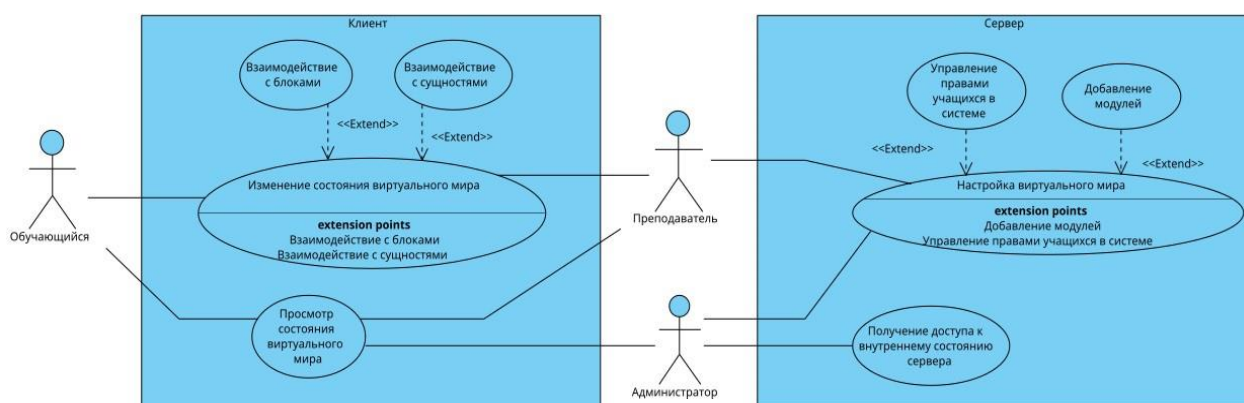 Клиент
Взаимодействие
с блоками
Взаимодействие
с сущностями
<<Extend>>
<<Extend>>
Изменение состояния виртуального мира
extension points
Взаимодействие с блоками
Взаимодействие с сущностями
Просмотр
состояния
виртуального
мира
Обучающийся
Преподаватель
Администратор
Сервер
Управление
правами
учащихся в
системе
Добавление
модулей
<<Extend>>
<<Extend>>
Настройка виртуального мира
extension points
Добавление модулей
Управление правами учащихся в системе
Получение доступа к
внутреннему состоянию
сервера